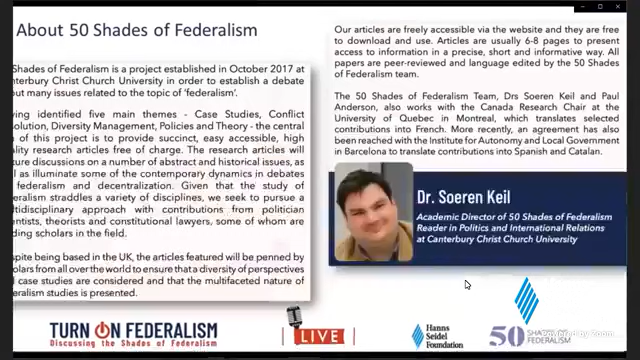 About 50 Shades of Federalism
Shades of Federalism is a project established in October 2017 at
Canterbury Christ Church University in order to establish a debate
many issues related to the topic of 'federalism'.
identified five main themes - Case Studies, Conflict
Diversity Management, Policies and Theory - the central
of this project is to provide succinct, easy accessible, high
research articles free of charge. The research articles will
discussions on a number of abstract and historical issues, as
as illuminate some of the contemporary dynamics in debates
federalism and decentralization. Given that the study of
straddles a variety of disciplines, we seek to pursue a
approach with contributions from politician
theorists and constitutional lawyers, some of whom are
scholars in the field.
being based in the UK, the articles featured will be penned by
from all over the world to ensure that a diversity of perspectives
case studies are considered and that the multifaceted nature of
studies is presented.
Our articles are freely accessible via the website and they are free
to download and use. Articles are usually 6-8 pages to present
access to information in a precise, short and informative way. All
papers are peer-reviewed and language edited by the 50 Shades
of Federalism team.
The 50 Shades of Federalism Team, Drs Soeren Keil and Paul
Anderson, also works with the Canada Research Chair at the
University of Quebec in Montreal, which translates selected
contributions into French. More recently, an agreement has also
been reached with the Institute for Autonomy and Local Government
in Barcelona to translate contributions into Spanish and Catalan.
Dr. Soeren Keil
Academic Director of 50 Shades of Federalism
Reader in Politics and International Relations
at Canterbury Christ Church University
TURN ON FEDERALISM
Discussing the Shades of Federalism
LIVE
Hanns
Seidel
Foundation
50 SHADES OF
FEDERALISM
Powered by Zoom